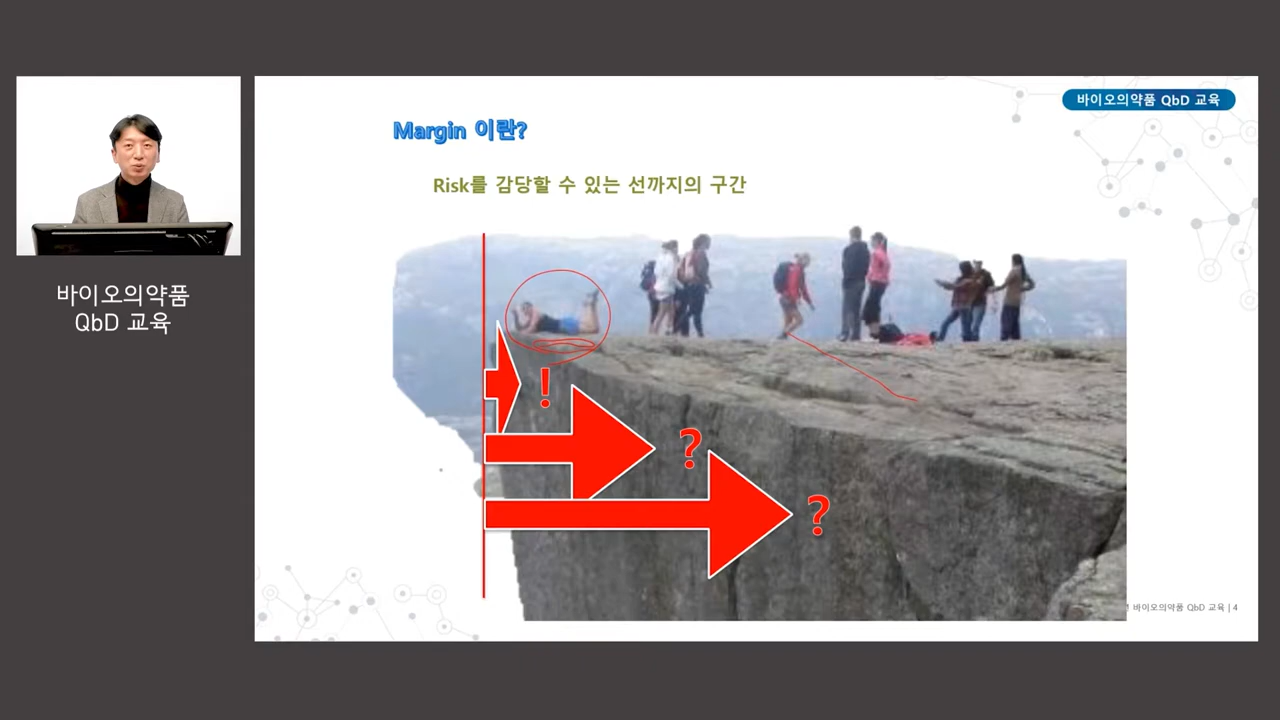 바이오의약품 QbD 교육
Margin 이란?
Risk를 감당할 수 있는 선까지의 구간
!
?
?
바이오의약품
QbD 교육
바이오의약품 QbD 교육 | 4